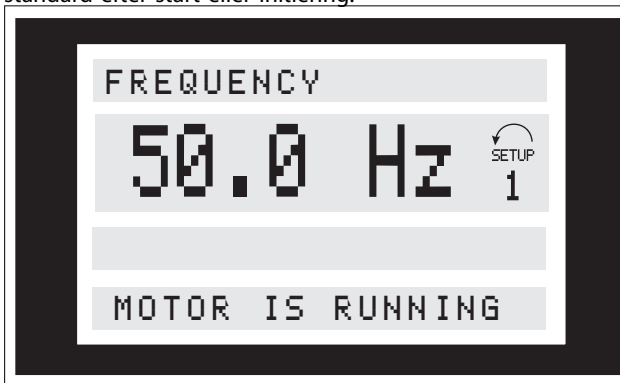 standard efter start eller initiering.
FREQUENCY
50.0 Hz
SETUP
1
MOTOR IS RUNNING